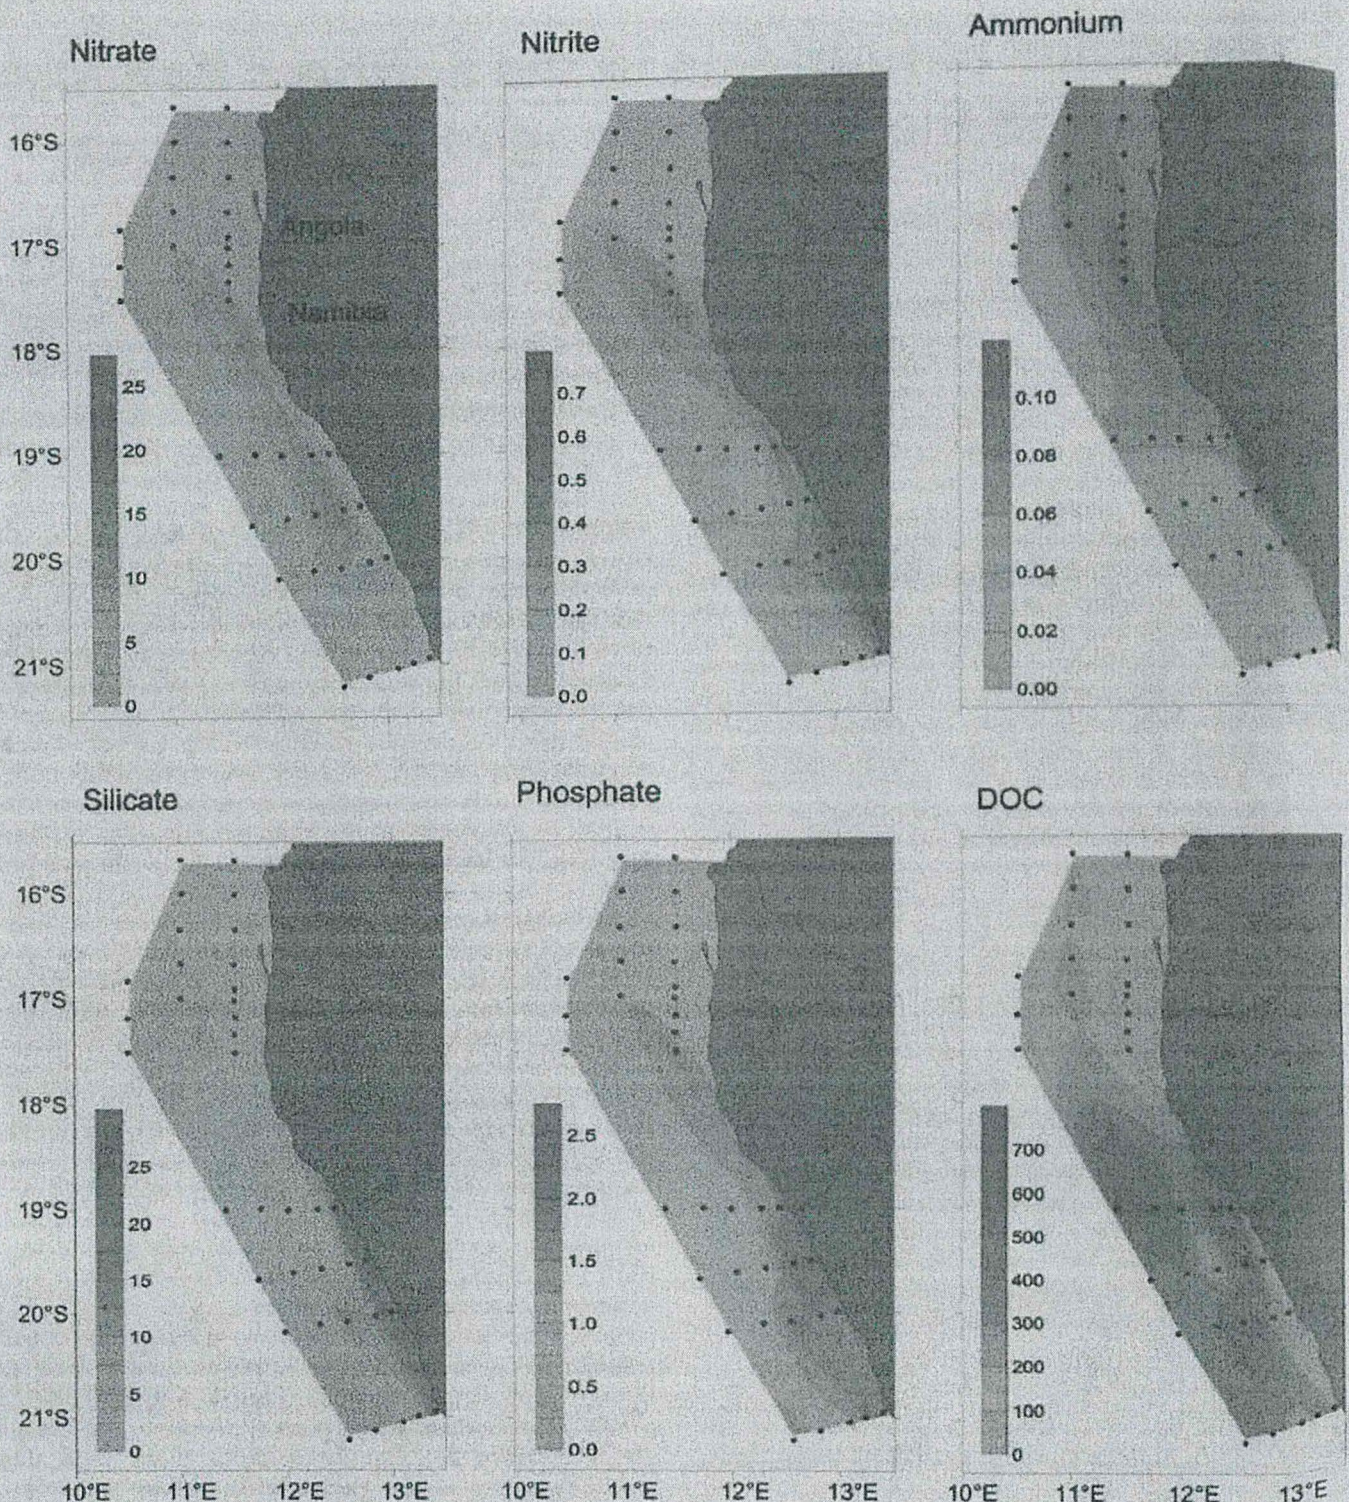 Nitrate
Nitrite
Ammonium
16°S
17°S
18°S
19°S
20°S
21°S
Angola
Namibia
25
20
15
10
5
0
0.7
0.6
0.5
0.4
0.3
0.2
0.1
0.0
0.10
0.08
0.06
0.04
0.02
0.00
Silicate
Phosphate
DOC
16°S
17°S
18°S
19°S
20°S
21°S
25
20
15
10
5
0
2.5
2.0
1.5
1.0
0.5
0.0
700
600
500
400
300
200
100
0
10°E 11°E 12°E 13°E
10°E 11°E 12°E 13°E
10°E 11°E 12°E 13°E